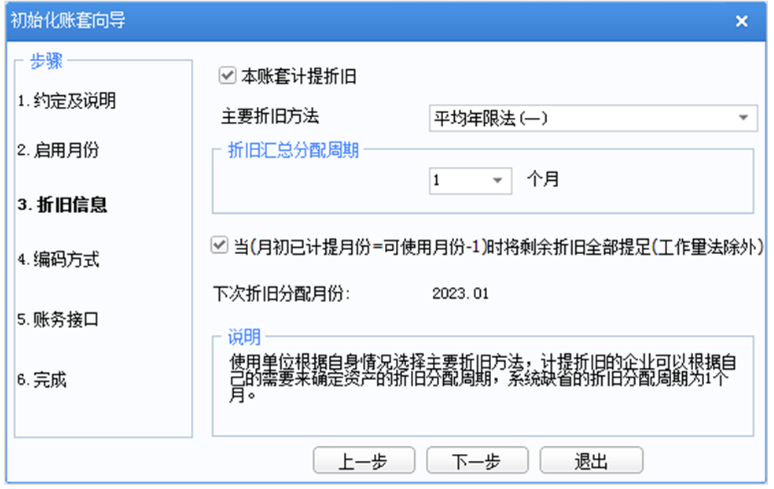 初始化账套向导
步骤
1.约定及说明
2.启用月份
3.折旧信息
4.编码方式
5.账务接口
6.完成
本账套计提折旧
主要折旧方法 平均年限法(一)
折旧汇总分配周期
1 个月
当(月初已计提月份=可使用月份-1)时将剩余折旧全部提足(工作量法除外)
下次折旧分配月份: 2023.01
说明
使用单位根据自身情况选择主要折旧方法，计提折旧的企业可以根据自
己的需要来确定资产的折旧分配周期，系统缺省的折旧分配周期为1个
月。
上一步 下一步 退出